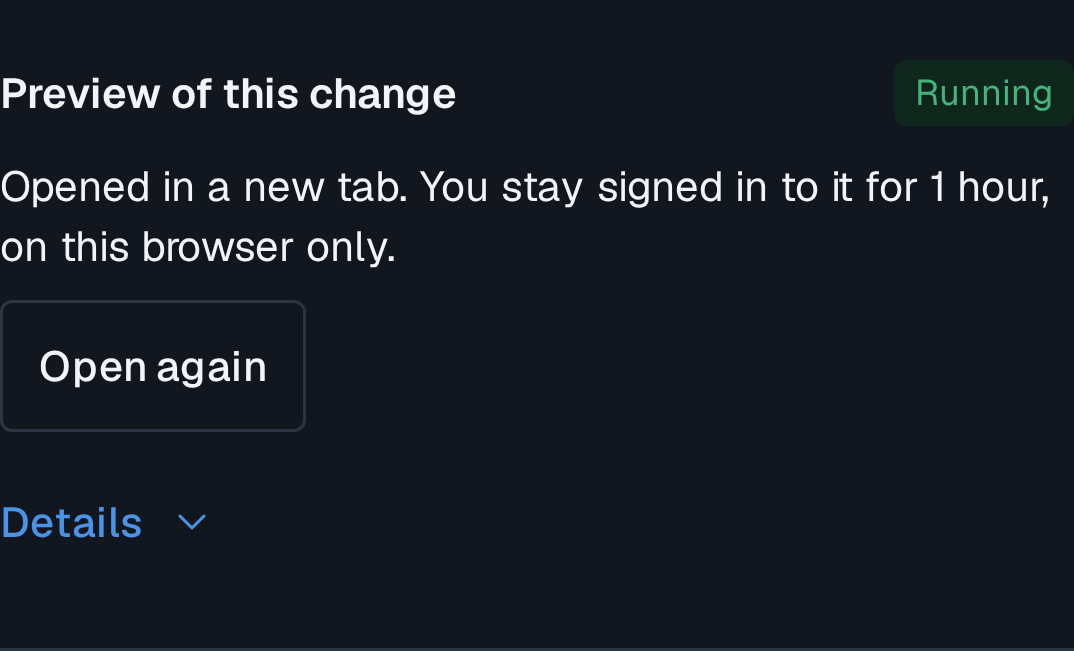 Preview of this change
Running
Opened in a new tab. You stay signed in to it for 1 hour,
on this browser only.
Open again
Details